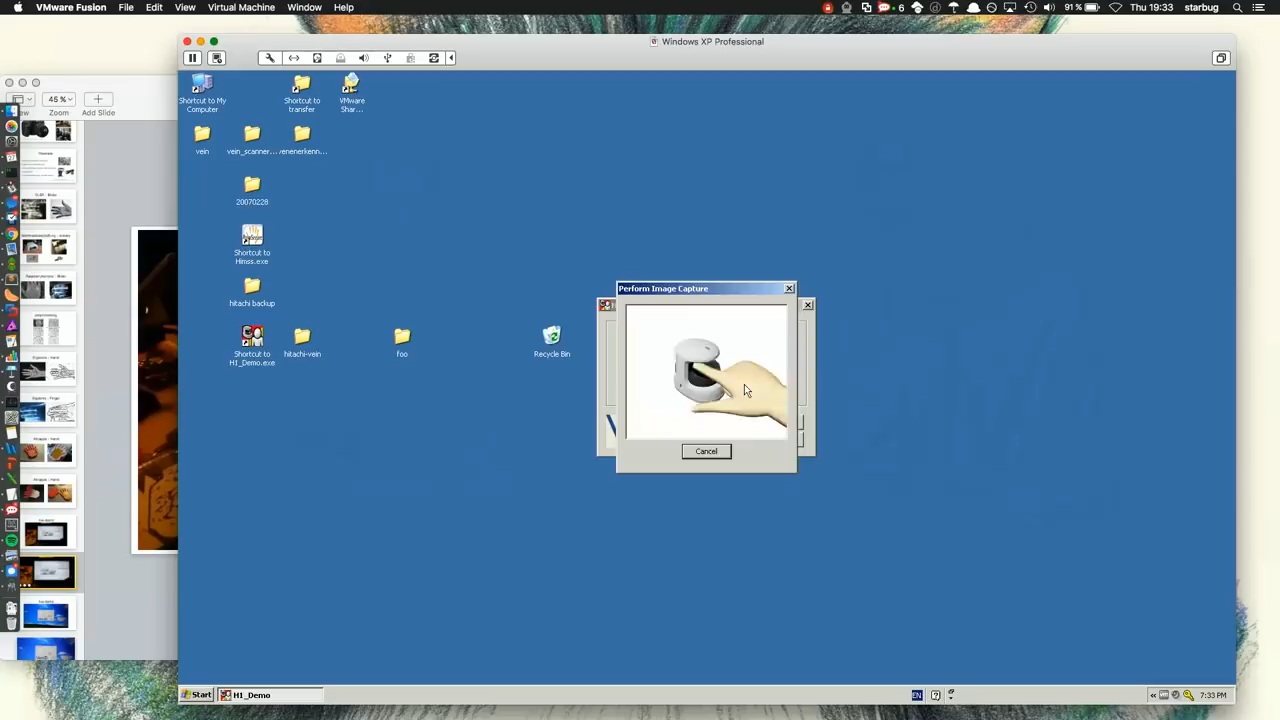 VMware Fusion File Edit View Virtual Machine Window Help
6 91% Thu 19:33 starbug
Windows XP Professional
45 %
Zoom Add Slide
Shortcut to My Computer
Shortcut to transfer
VMware Shar...
vein
vein_scanner...
20070228
Shortcut to Himss.exe
hitachi backup
Shortcut to H1_Demo.exe
hitachi-vein
foo
Recycle Bin
Perform Image Capture
Cancel
Start
H1_Demo
EN
7:33 PM